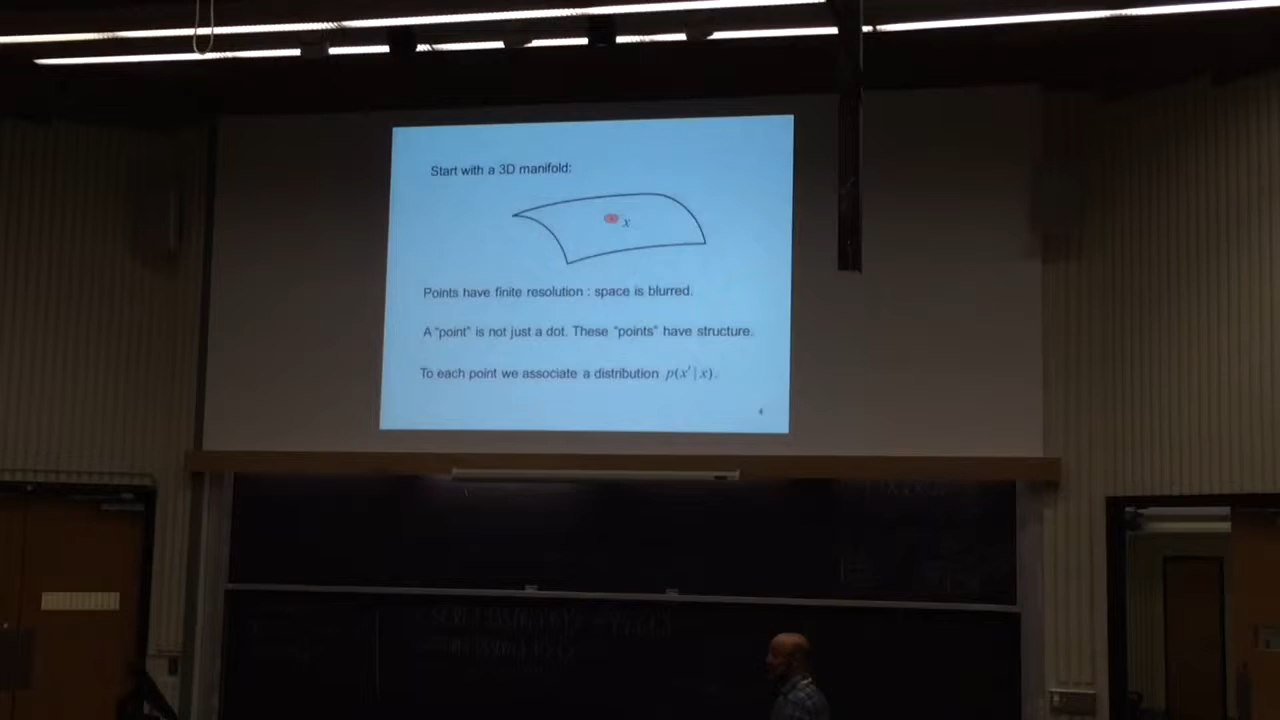 Start with a 3D manifold:
x
Points have finite resolution : space is blurred.
A "point" is not just a dot. These "points" have structure.
To each point we associate a distribution p(x′|x).
4